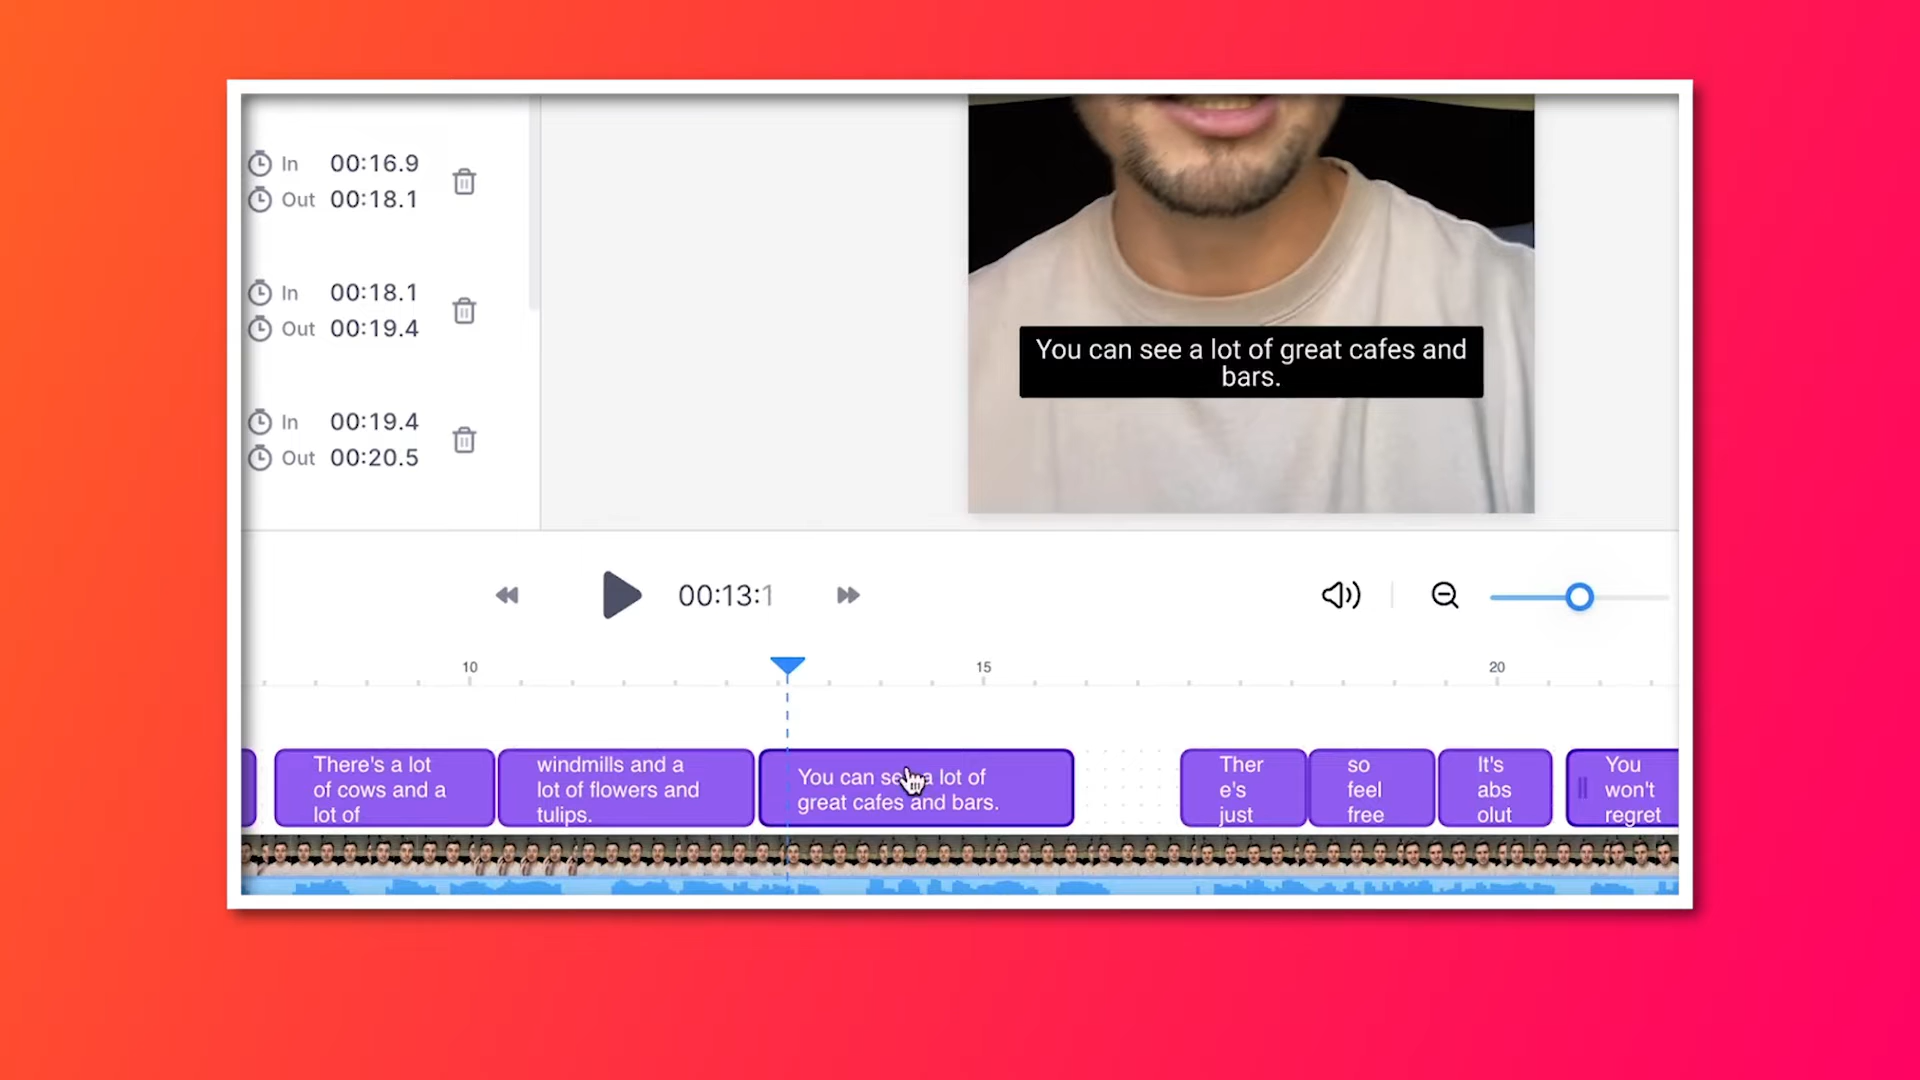 In 00:16.9
Out 00:18.1
In 00:18.1
Out 00:19.4
In 00:19.4
Out 00:20.5
You can see a lot of great cafes and
bars.
00:13:1
10
15
20
There's a lot
of cows and a
lot of
windmills and a
lot of flowers and
tulips.
You can see a lot of
great cafes and bars.
Ther
e's
just
so
feel
free
It's
abs
olut
You
won't
regret